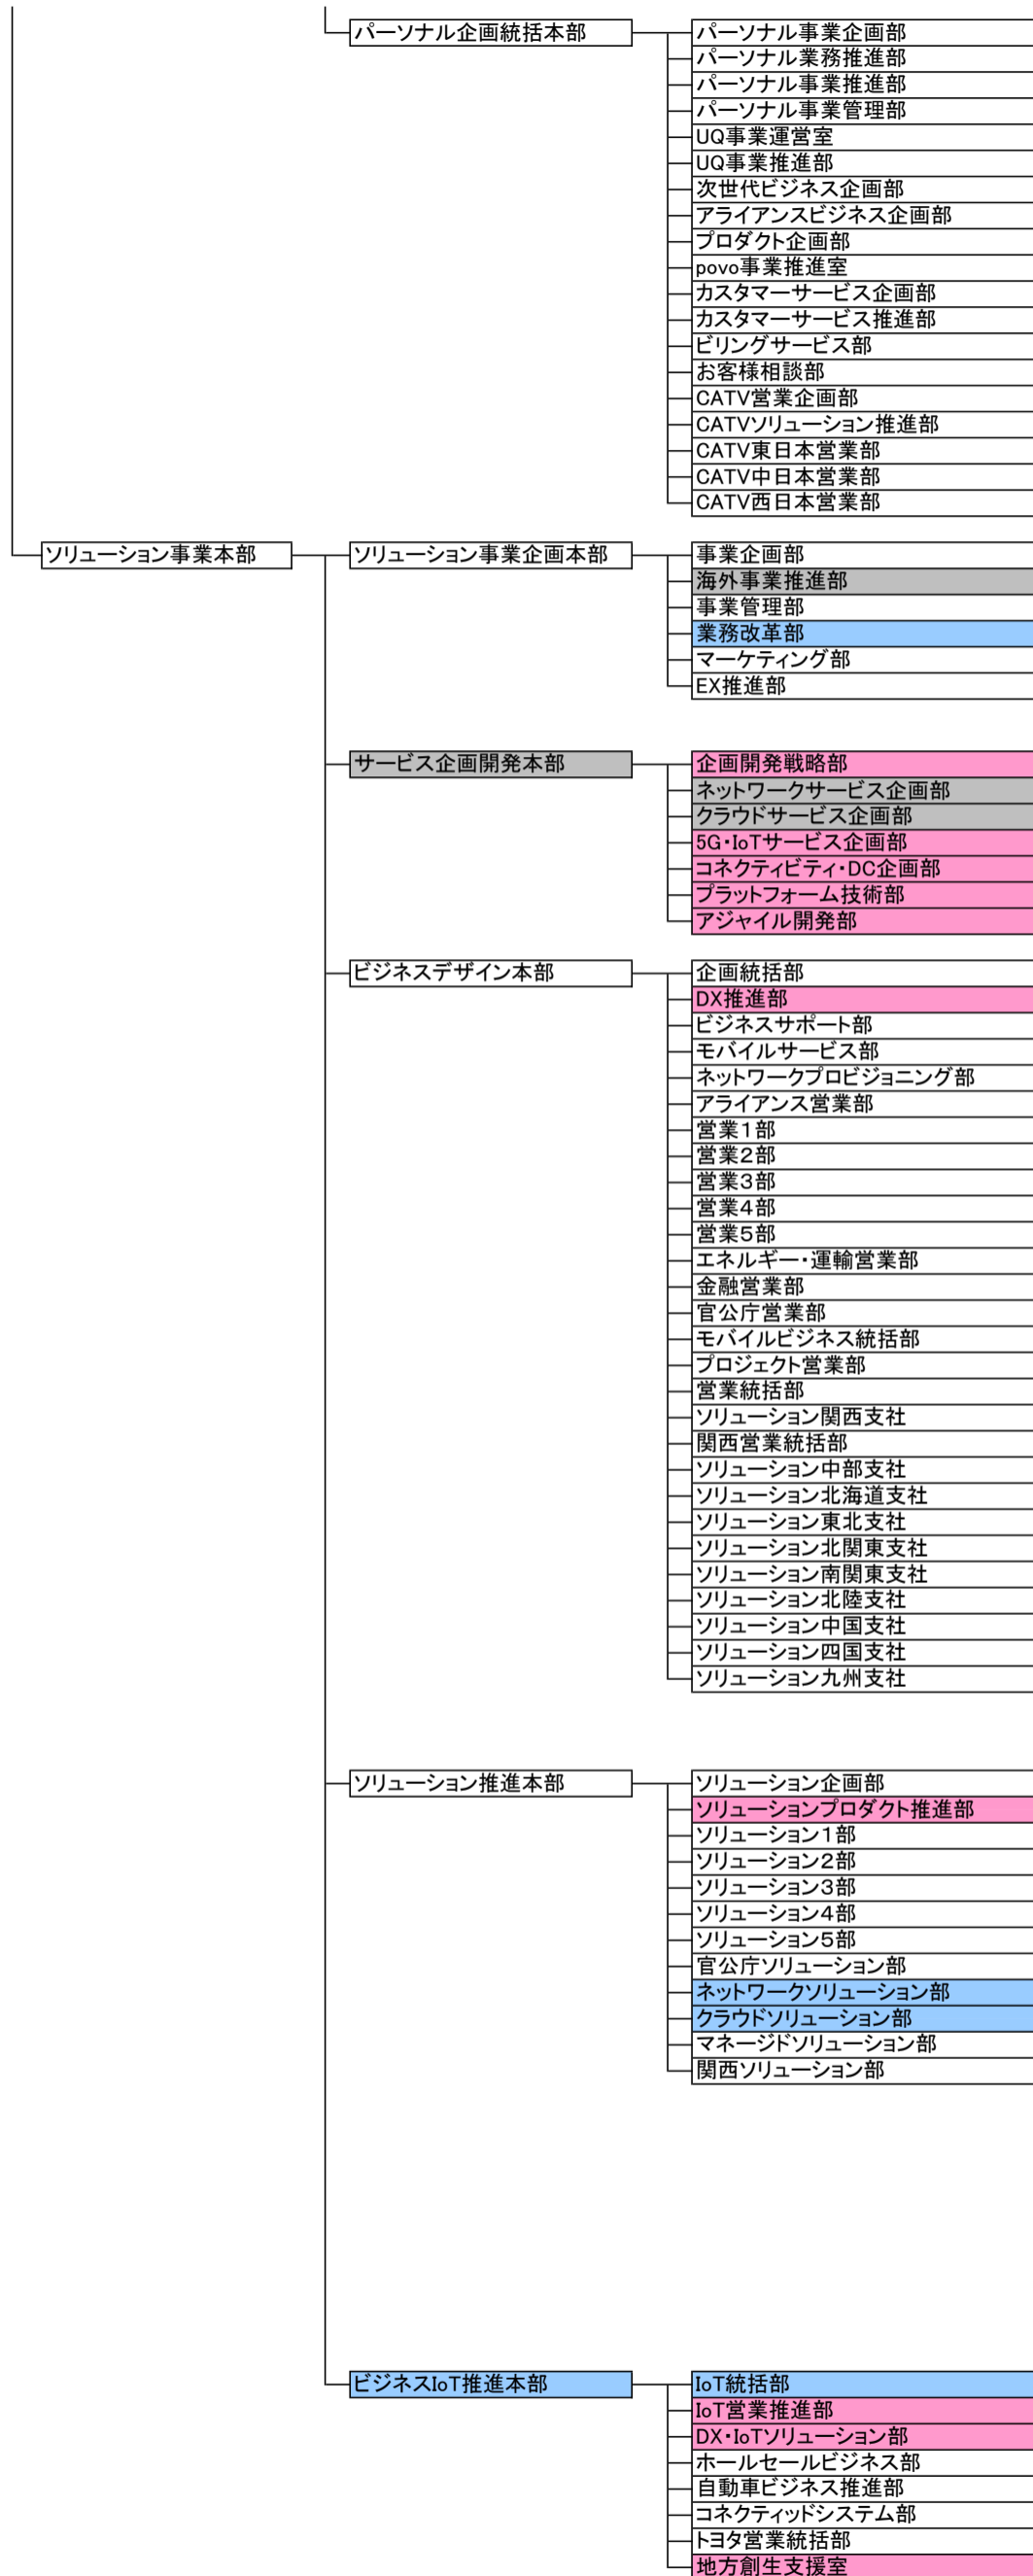 パーソナル企画統括本部
パーソナル事業企画部
パーソナル業務推進部
パーソナル事業推進部
パーソナル事業管理部
UQ事業運営室
UQ事業推進部
次世代ビジネス企画部
アライアンスビジネス企画部
プロダクト企画部
povo事業推進室
カスタマーサービス企画部
カスタマーサービス推進部
ビリングサービス部
お客様相談部
CATV営業企画部
CATVソリューション推進部
CATV東日本営業部
CATV中日本営業部
CATV西日本営業部
ソリューション事業本部
ソリューション事業企画本部
事業企画部
海外事業推進部
事業管理部
業務改革部
マーケティング部
EX推進部
サービス企画開発本部
企画開発戦略部
ネットワークサービス企画部
クラウドサービス企画部
5G・IoTサービス企画部
コネクティビティ・DC企画部
プラットフォーム技術部
アジャイル開発部
ビジネスデザイン本部
企画統括部
DX推進部
ビジネスサポート部
モバイルサービス部
ネットワークプロビジョニング部
アライアンス営業部
営業1部
営業2部
営業3部
営業4部
営業5部
エネルギー・運輸営業部
金融営業部
官公庁営業部
モバイルビジネス統括部
プロジェクト営業部
営業統括部
ソリューション関西支社
関西営業統括部
ソリューション中部支社
ソリューション北海道支社
ソリューション東北支社
ソリューション北関東支社
ソリューション南関東支社
ソリューション北陸支社
ソリューション中国支社
ソリューション四国支社
ソリューション九州支社
ソリューション推進本部
ソリューション企画部
ソリューションプロダクト推進部
ソリューション1部
ソリューション2部
ソリューション3部
ソリューション4部
ソリューション5部
官公庁ソリューション部
ネットワークソリューション部
クラウドソリューション部
マネージドソリューション部
関西ソリューション部
ビジネスIoT推進本部
IoT統括部
IoT営業推進部
DX・IoTソリューション部
ホールセールビジネス部
自動車ビジネス推進部
コネクティッドシステム部
トヨタ営業統括部
地方創生支援室